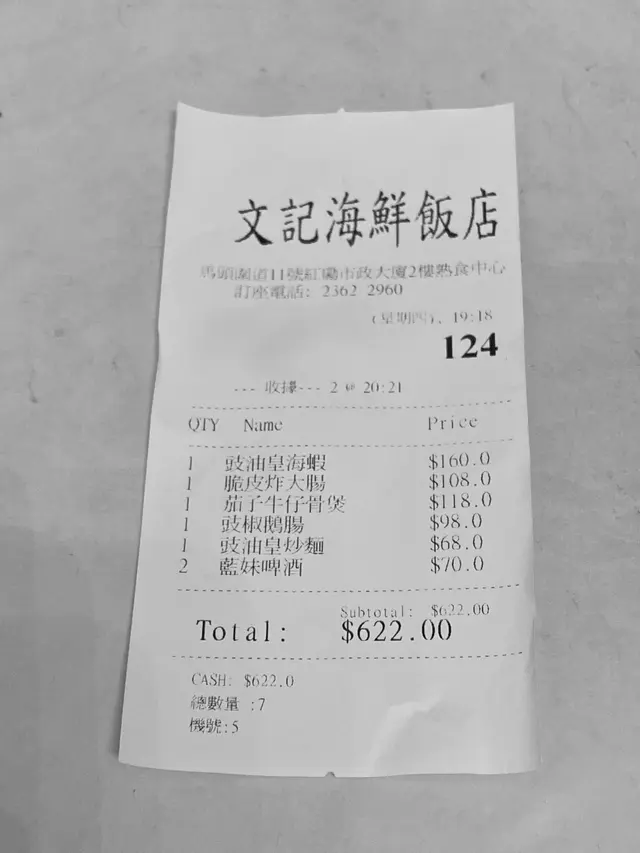 文記海鮮飯店
馬頭圍道11號紅磡市政大廈2樓熟食中心
訂座電話: 2362 2960
(星期四), 19:18
124
--- 收據--- 2 @ 20:21
QTY Name Price
1 豉油皇海蝦 $160.0
1 脆皮炸大腸 $108.0
1 茄子牛仔骨煲 $118.0
1 豉椒鵝腸 $98.0
1 豉油皇炒麵 $68.0
2 藍妹啤酒 $70.0
Subtotal: $622.00
Total: $622.00
CASH: $622.0
總數量 :7
機號:5